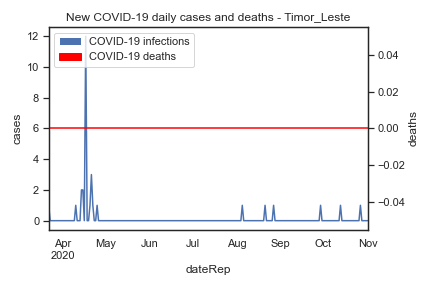 New COVID-19 daily cases and deaths - Timor_Leste
COVID-19 infections
COVID-19 deaths
12
10
8
6
4
2
0
cases
0.04
0.02
0.00
−0.02
−0.04
deaths
Apr May Jun Jul Aug Sep Oct Nov
2020
dateRep